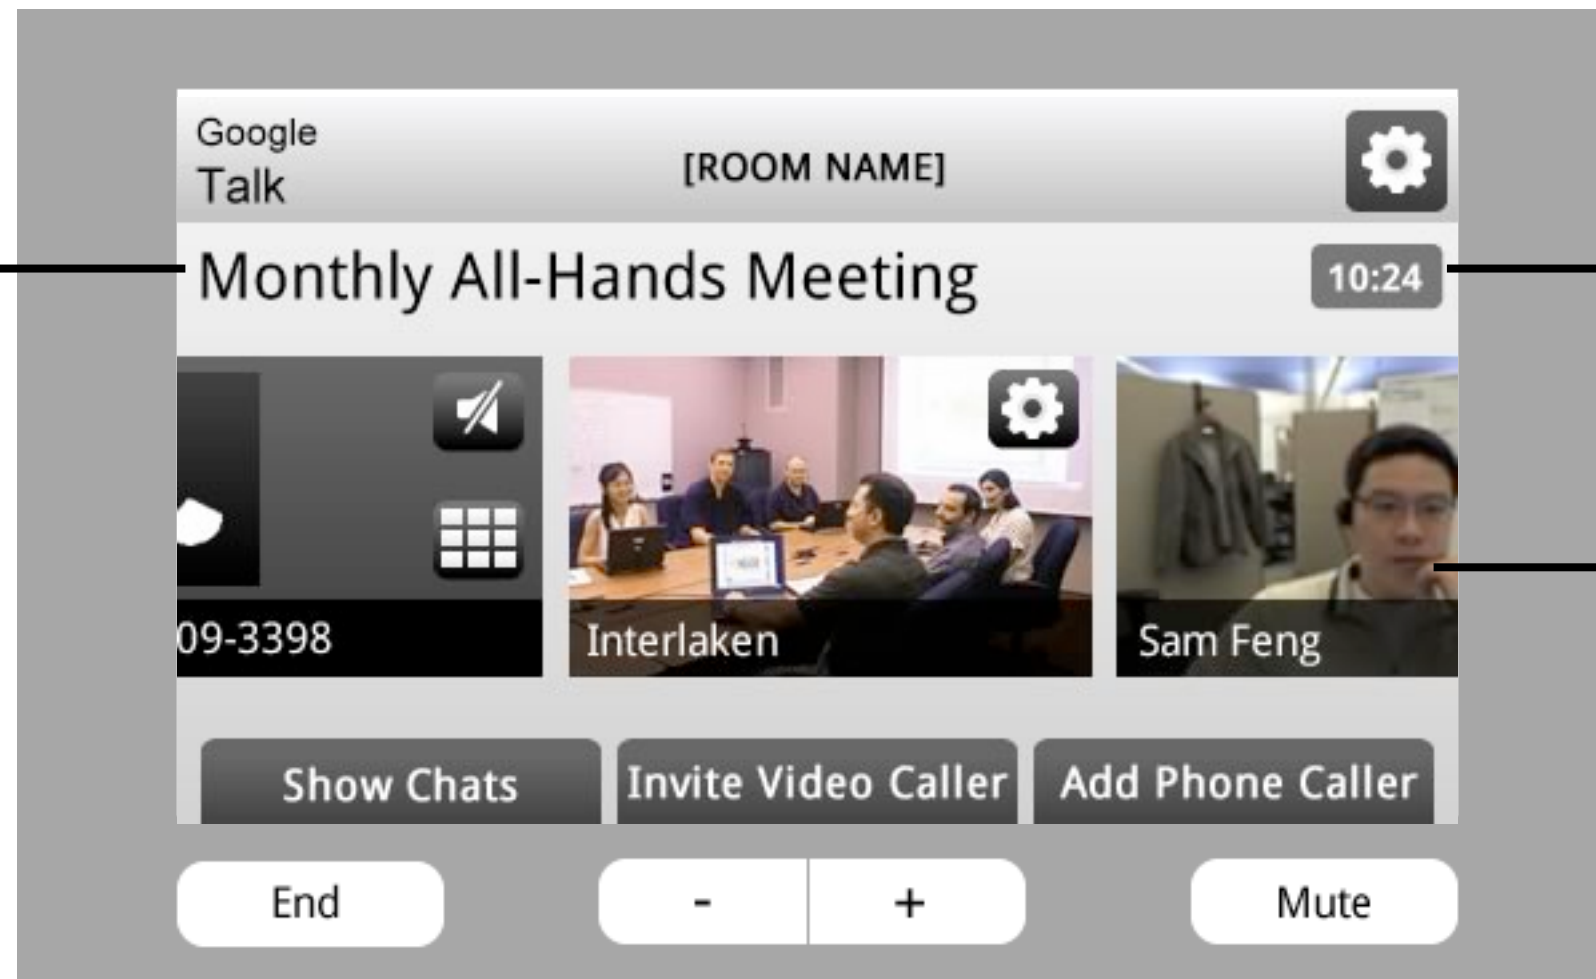 Google
Talk
[ROOM NAME]
Monthly All-Hands Meeting
10:24
09-3398
Interlaken
Sam Feng
Show Chats
Invite Video Caller
Add Phone Caller
End
-
+
Mute